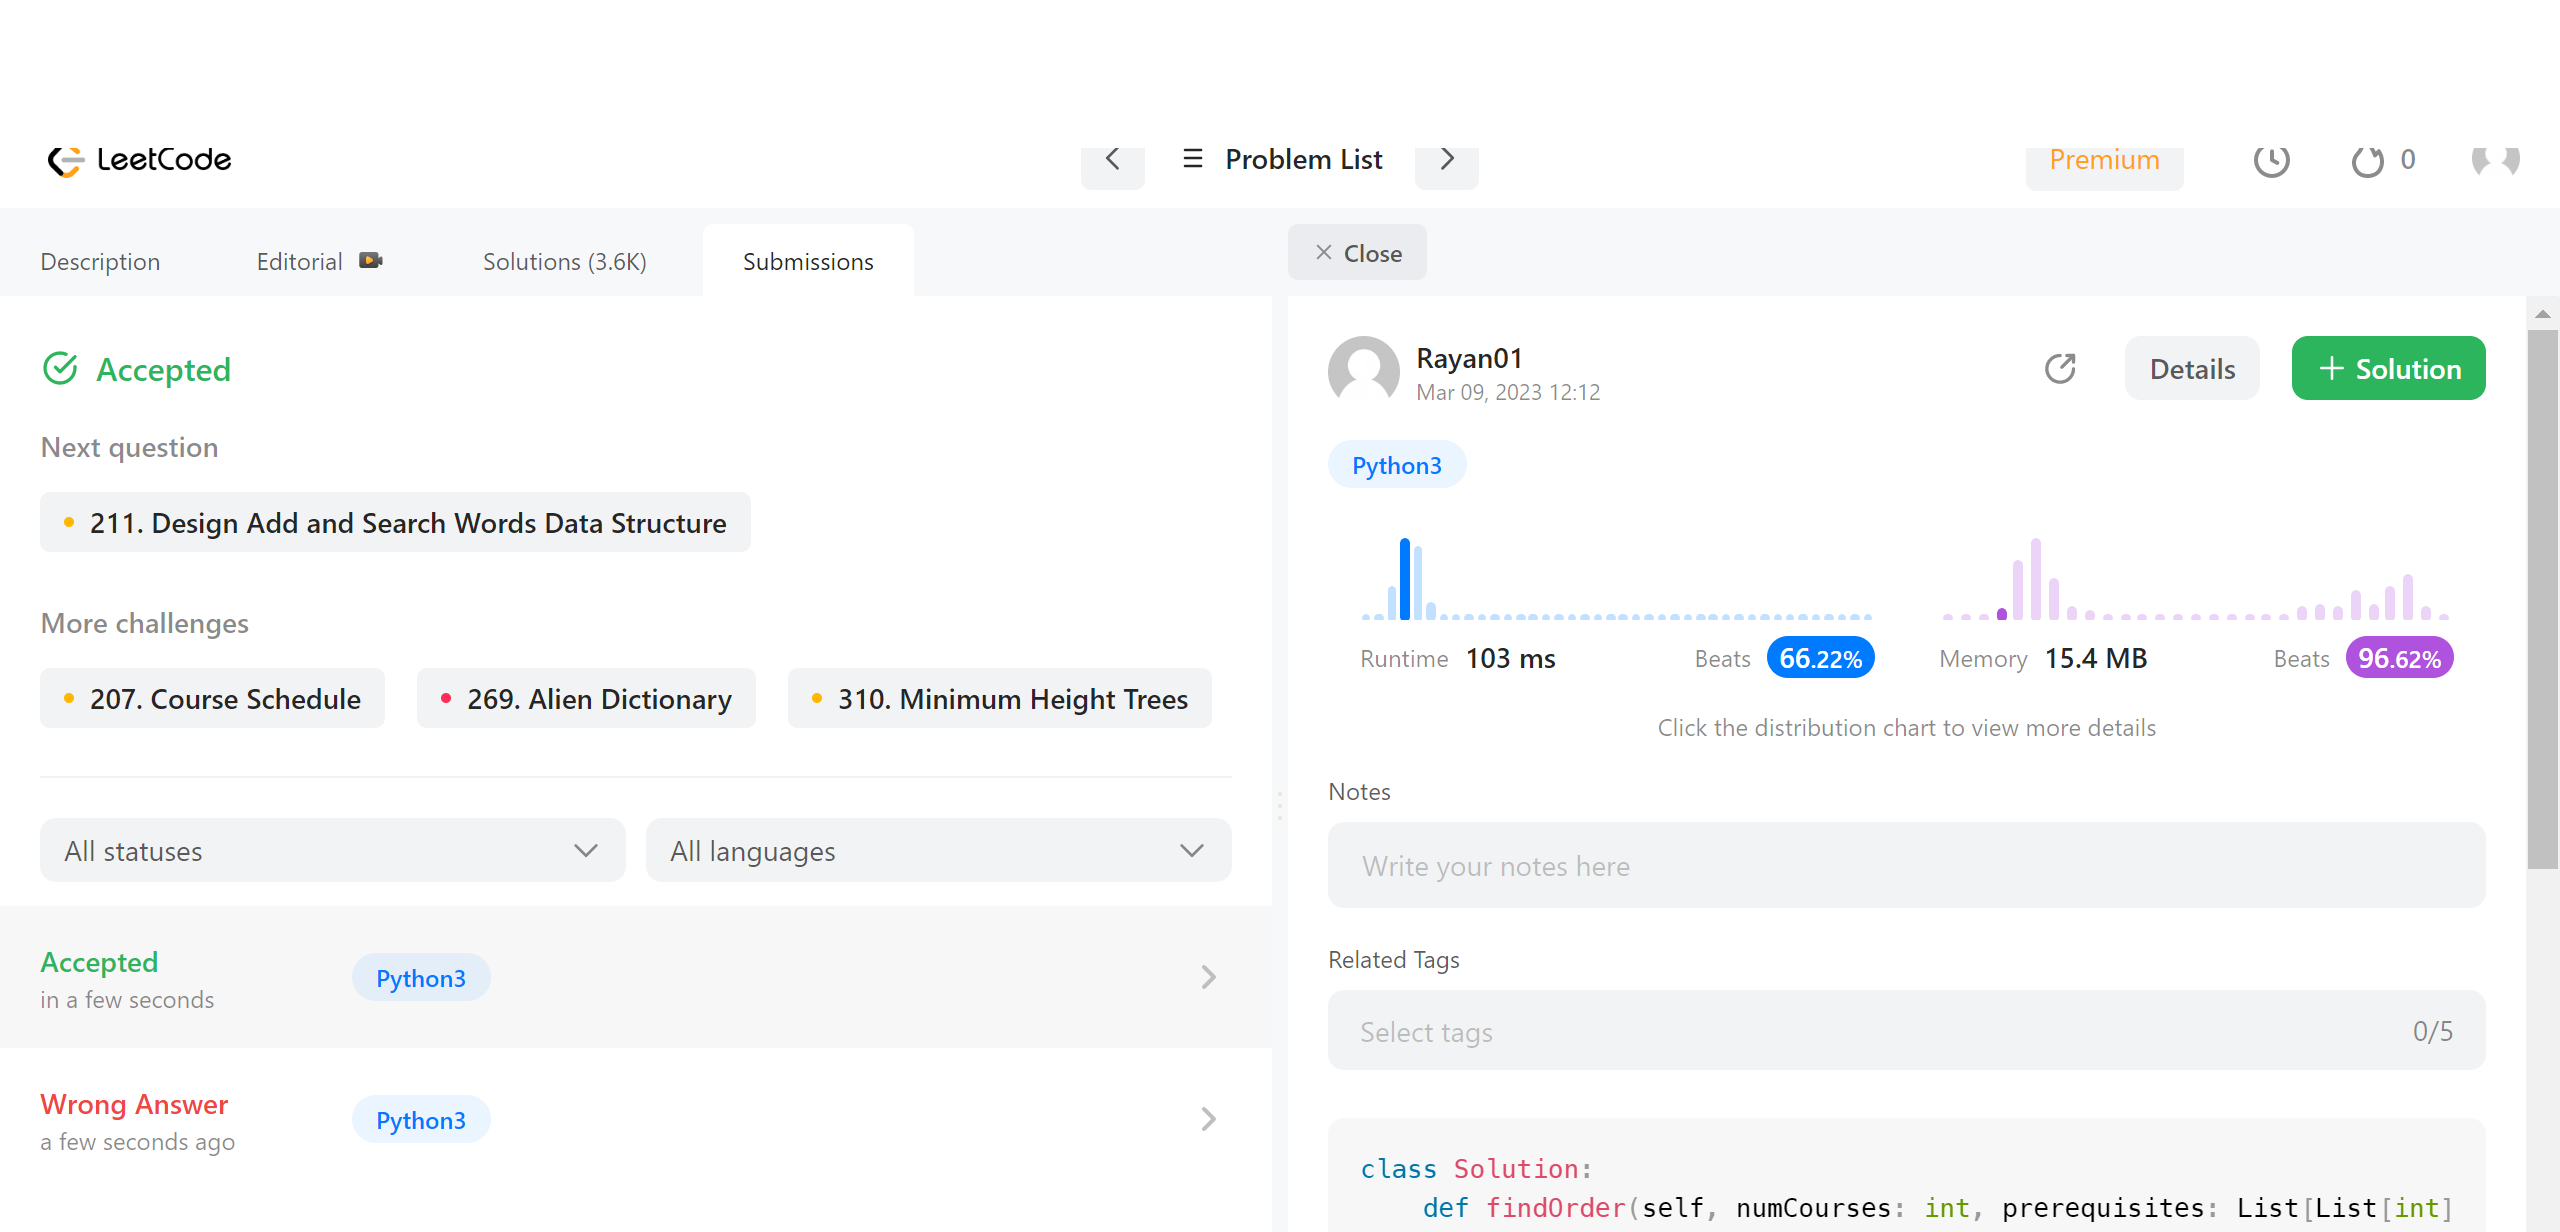 LeetCode
Problem List
Premium
0
Description
Editorial
Solutions (3.6K)
Submissions
Close
Accepted
Next question
211. Design Add and Search Words Data Structure
More challenges
207. Course Schedule
269. Alien Dictionary
310. Minimum Height Trees
All statuses
All languages
Accepted
in a few seconds
Python3
Wrong Answer
a few seconds ago
Python3
Rayan01
Mar 09, 2023 12:12
Details
Solution
Python3
Runtime 103 ms
Beats 66.22%
Memory 15.4 MB
Beats 96.62%
Click the distribution chart to view more details
Notes
Write your notes here
Related Tags
Select tags
0/5
class Solution:
def findOrder(self, numCourses: int, prerequisites: List[List[int]